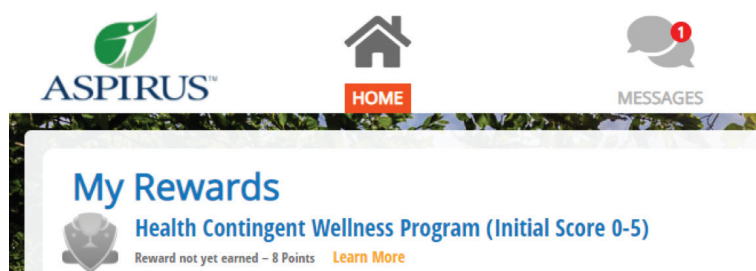 1
ASPIRUS™
HOME
MESSAGES
My Rewards
Health Contingent Wellness Program (Initial Score 0-5)
Reward not yet earned – 8 Points Learn More